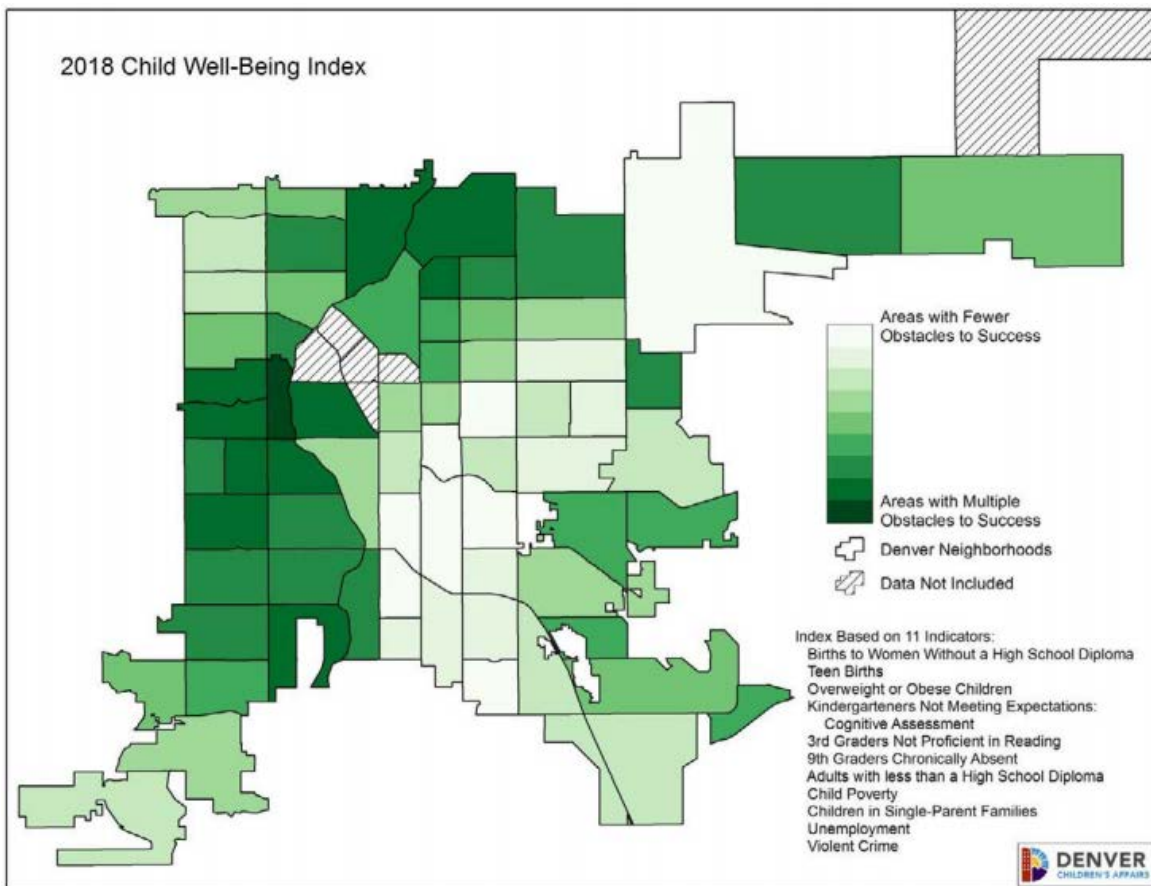 2018 Child Well-Being Index
Areas with Fewer
Obstacles to Success
Areas with Multiple
Obstacles to Success
Denver Neighborhoods
Data Not Included
Index Based on 11 Indicators:
Births to Women Without a High School Diploma
Teen Births
Overweight or Obese Children
Kindergarteners Not Meeting Expectations:
Cognitive Assessment
3rd Graders Not Proficient in Reading
9th Graders Chronically Absent
Adults with less than a High School Diploma
Child Poverty
Children in Single-Parent Families
Unemployment
Violent Crime
DENVER
CHILDREN'S AFFAIRS